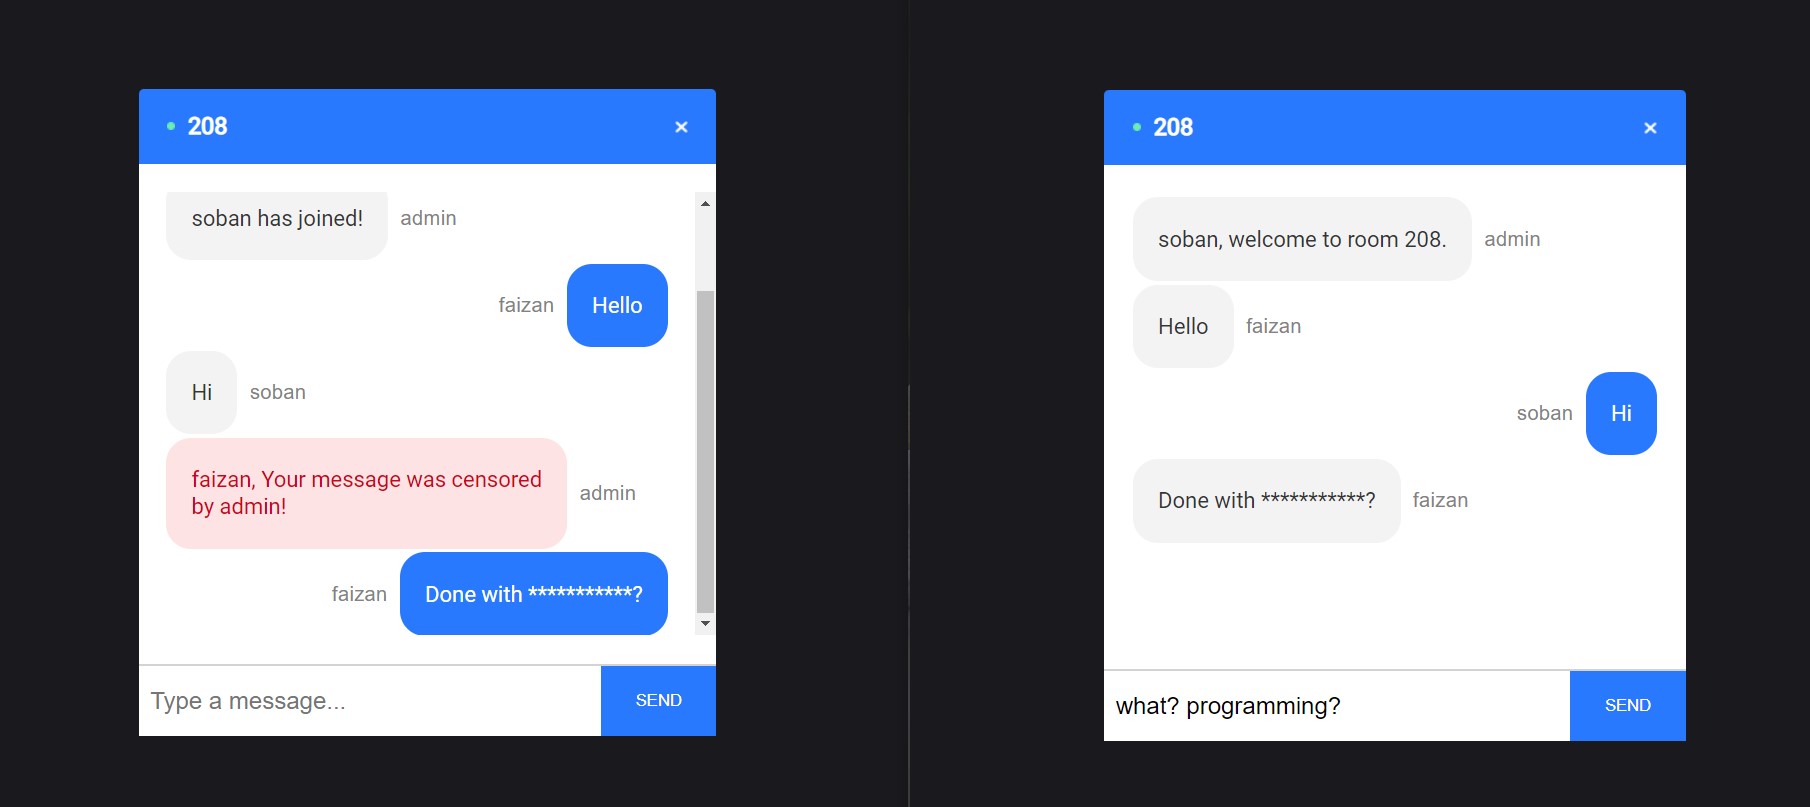 208
×
soban has joined!
admin
faizan
Hello
Hi
soban
faizan, Your message was censored
by admin!
admin
faizan
Done with ***********?
Type a message...
SEND
208
×
soban, welcome to room 208.
admin
Hello
faizan
soban
Hi
Done with ***********?
faizan
what? programming?
SEND